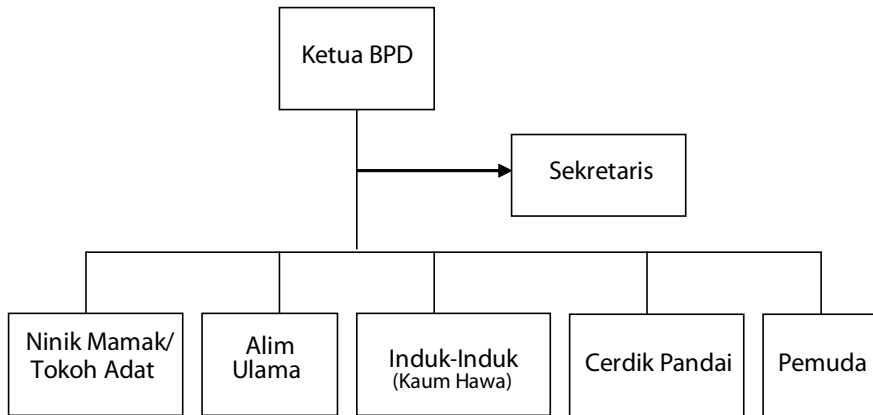 Ketua BPD
Sekretaris
Ninik Mamak/
Tokoh Adat
Alim
Ulama
Induk-Induk
(Kaum Hawa)
Cerdik Pandai
Pemuda